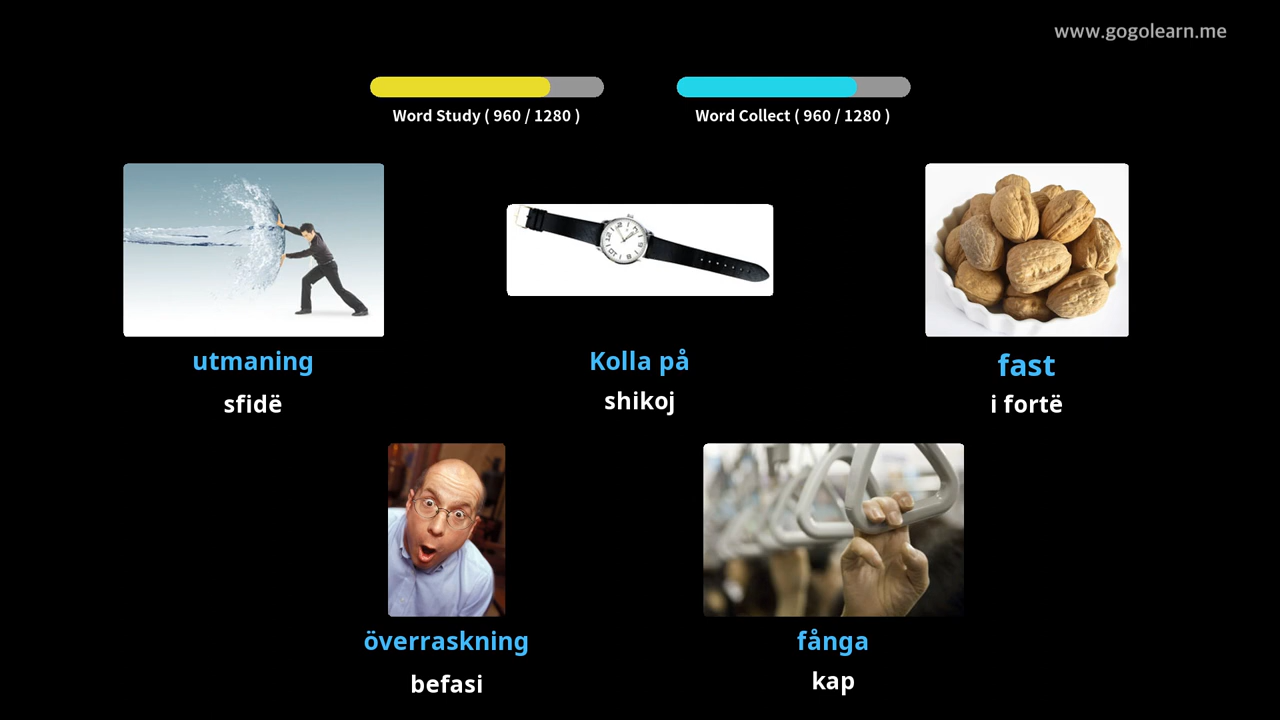 www.gogolearn.me
Word Study ( 960 / 1280 )
Word Collect ( 960 / 1280 )
utmaning
sfidë
Kolla på
shikoj
fast
i fortë
överraskning
befasi
fånga
kap